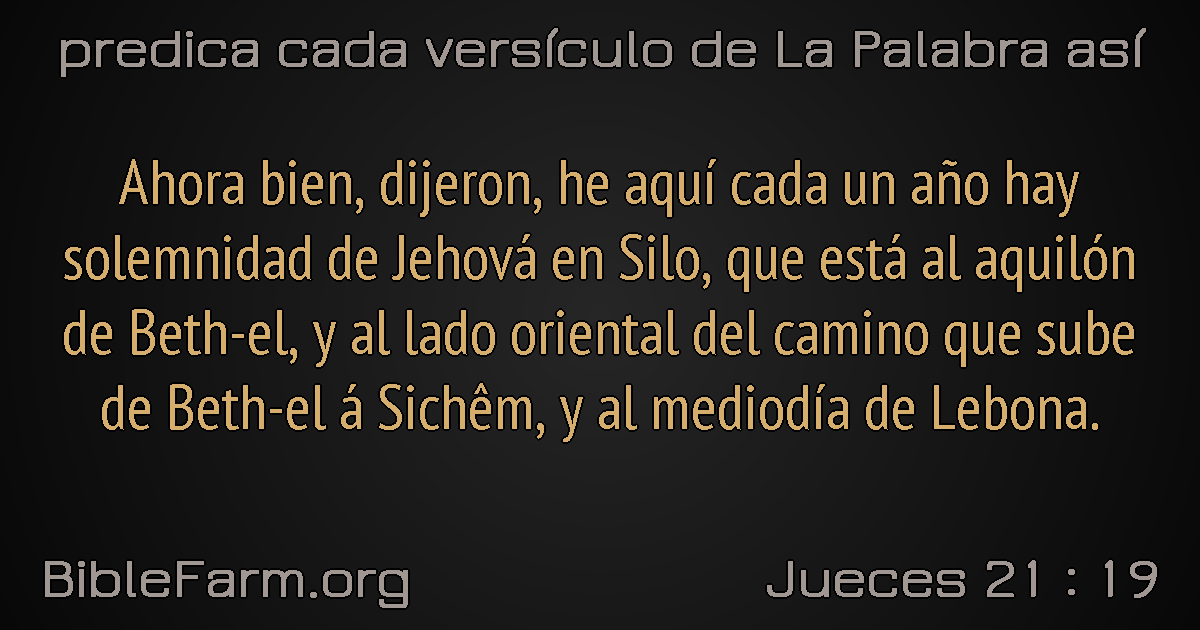 predica cada versículo de La Palabra así
Ahora bien, dijeron, he aquí cada un año hay
solemnidad de Jehová en Silo, que está al aquilón
de Beth-el, y al lado oriental del camino que sube
de Beth-el á Sichêm, y al mediodía de Lebona.
BibleFarm.org
Jueces 21 : 19